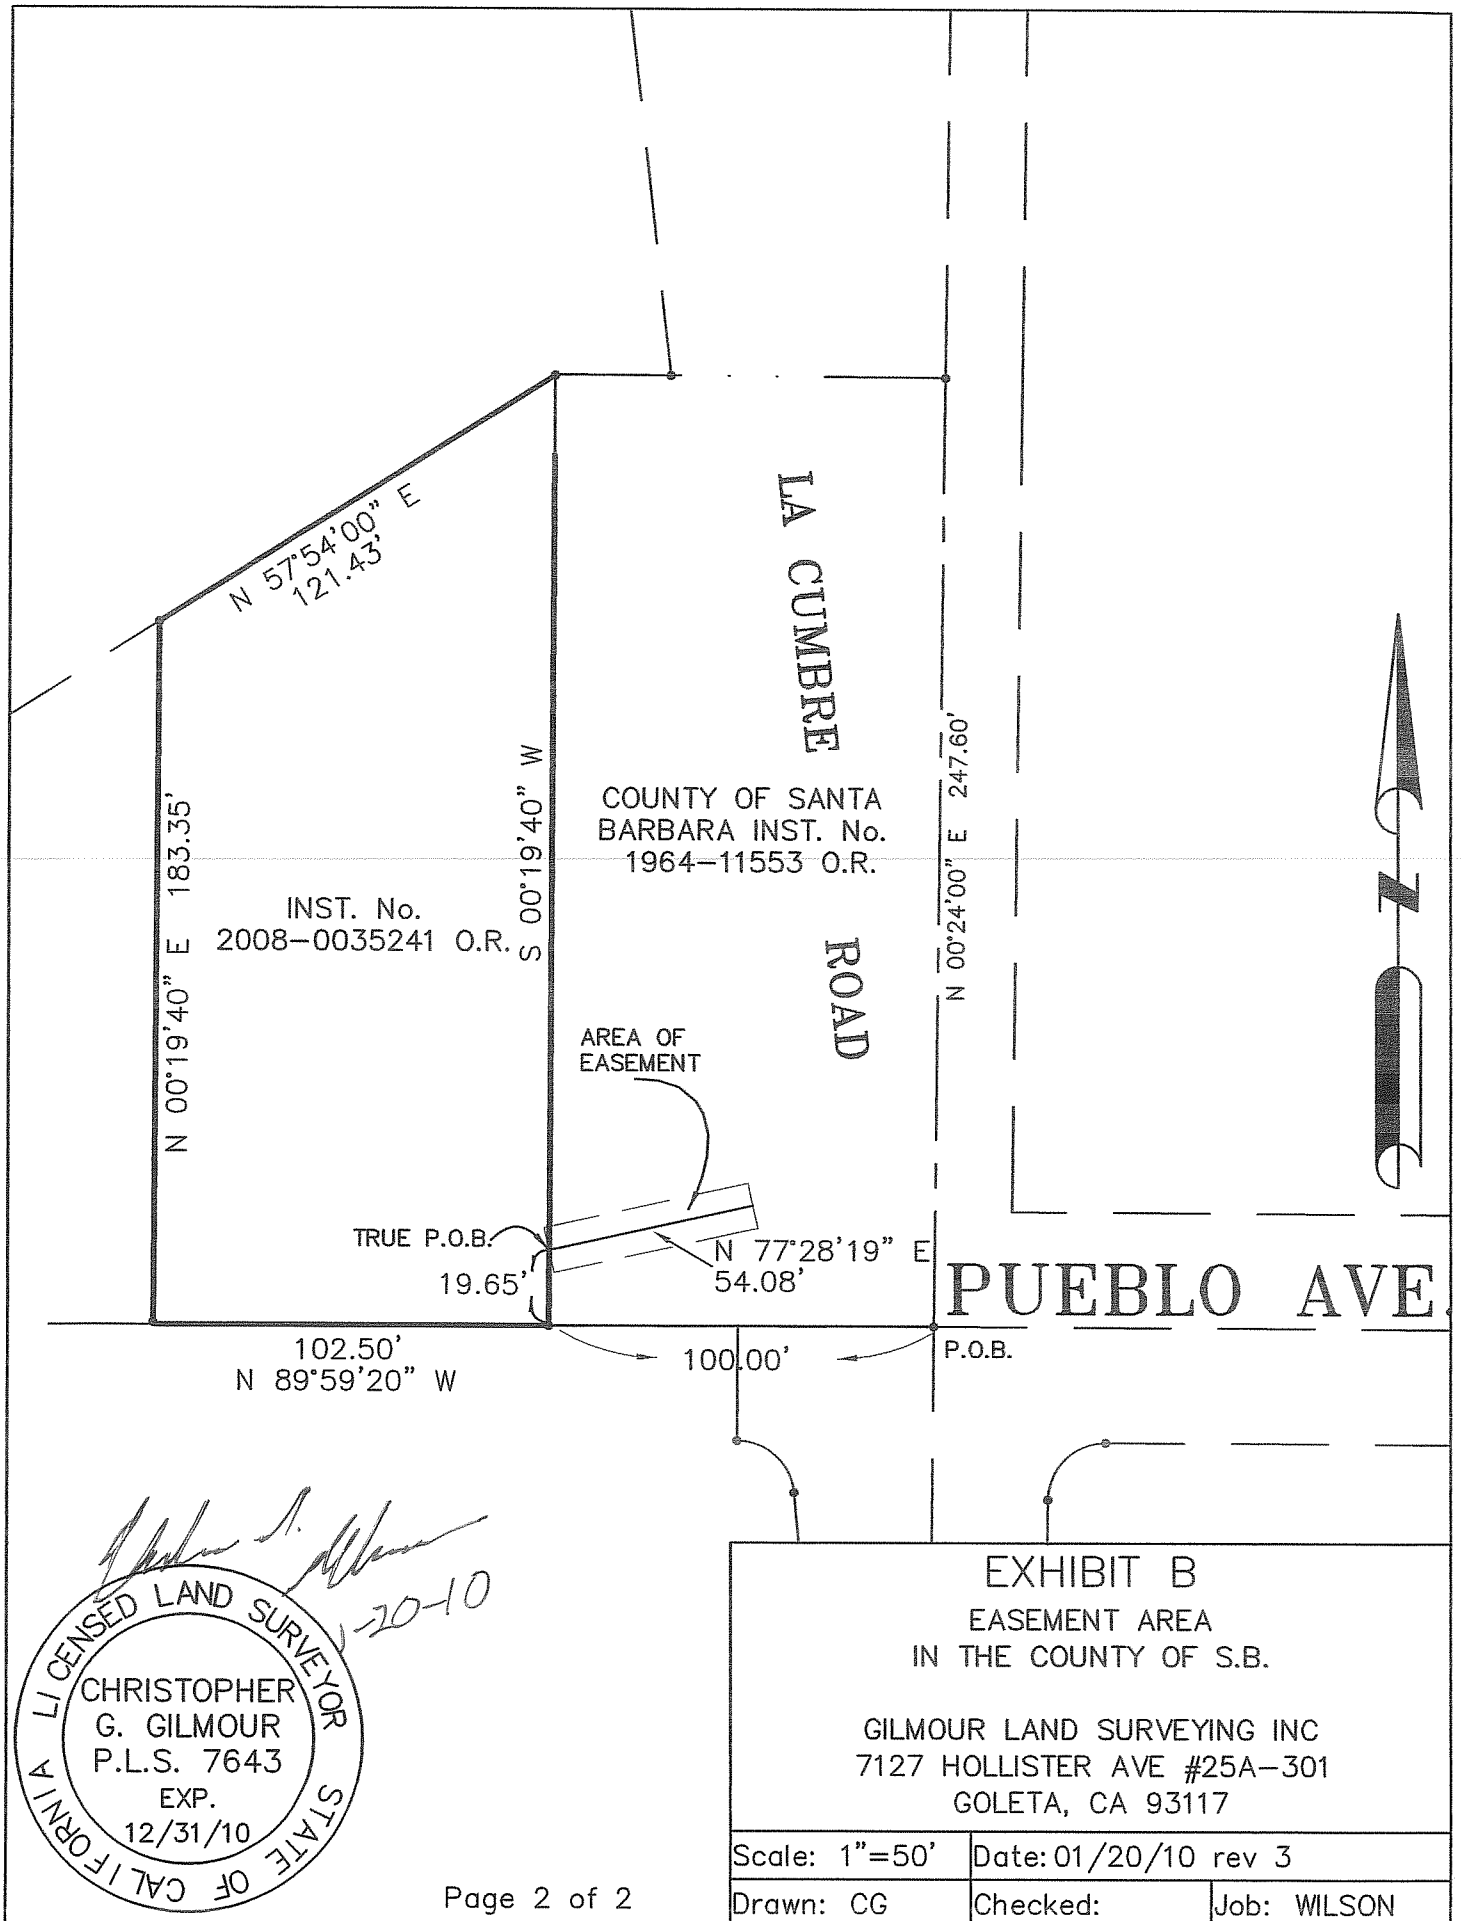 N 57°54'00" E
121.43'
LA CUMBRE
ROAD
N 00°19'40" E 183.35'
S 00°19'40" W
N 00°24'00" E 247.60'
COUNTY OF SANTA
BARBARA INST. No.
1964-11553 O.R.
INST. No.
2008-0035241 O.R.
N
AREA OF
EASEMENT
TRUE P.O.B.
19.65'
N 77°28'19" E
54.08'
PUEBLO AVE.
P.O.B.
102.50'
N 89°59'20" W
100.00'
1-20-10
LICENSED LAND SURVEYOR
STATE OF CALIFORNIA
CHRISTOPHER
G. GILMOUR
P.L.S. 7643
EXP.
12/31/10
Page 2 of 2
EXHIBIT B
EASEMENT AREA
IN THE COUNTY OF S.B.
GILMOUR LAND SURVEYING INC
7127 HOLLISTER AVE #25A-301
GOLETA, CA 93117
Scale: 1"=50' Date: 01/20/10 rev 3
Drawn: CG Checked: Job: WILSON